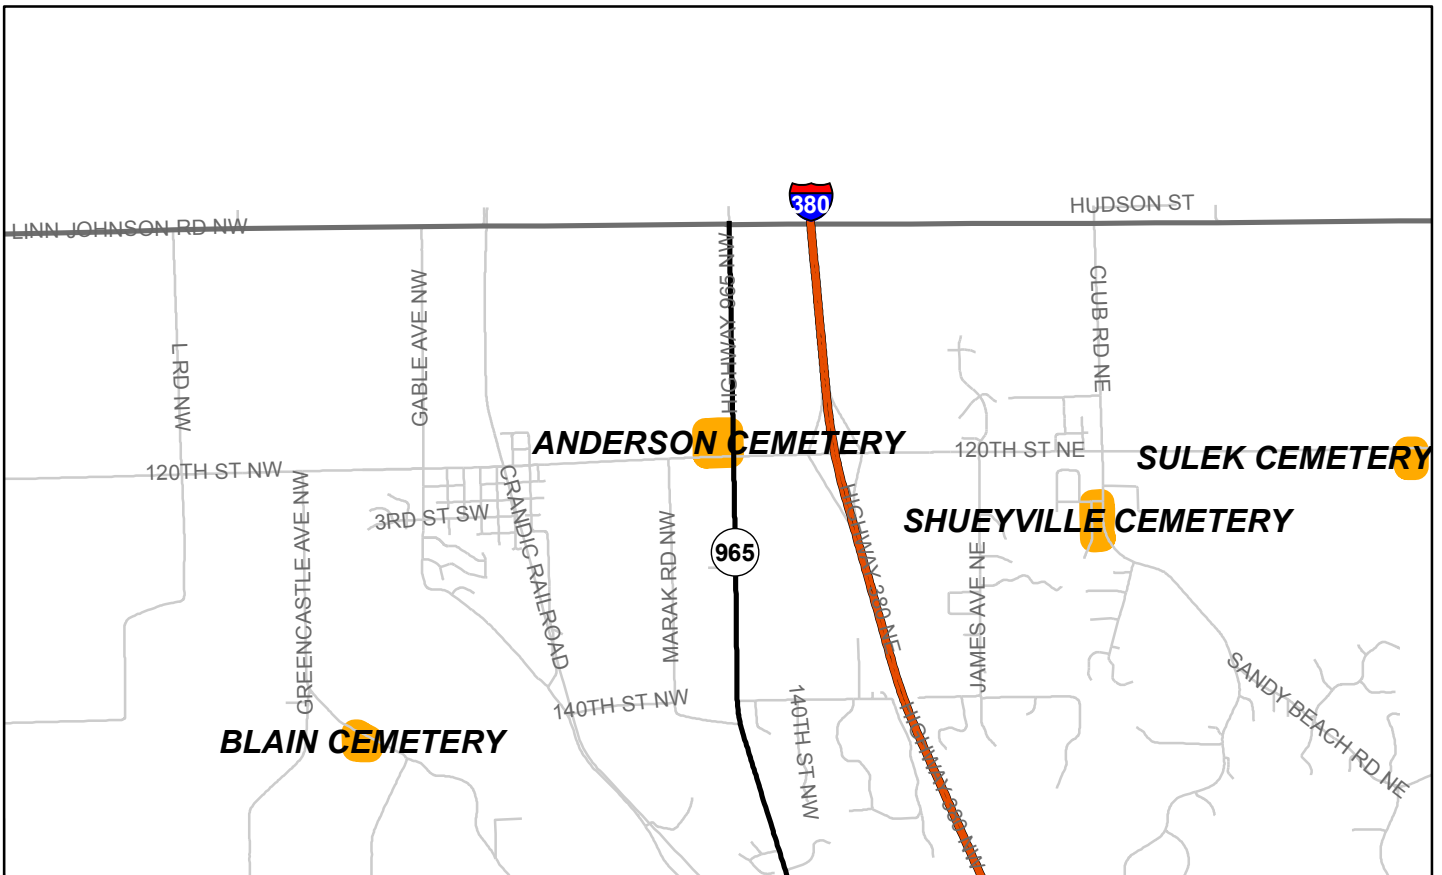 380
HUDSON ST
LINN JOHNSON RD NW
HIGHWAY 965 NW
CLUB RD NE
GABLE AVE NW
L RD NW
ANDERSON CEMETERY
120TH ST NE
SULEK CEMETERY
120TH ST NW
CRANDIC RAILROAD
GREENCASTLE AVE NW
3RD ST SW
SHUEYVILLE CEMETERY
HIGHWAY 380 NE
MARAK RD NW
965
JAMES AVE NE
SANDY BEACH RD NE
140TH ST NW
140TH ST NW
HIGHWAY 380 NW
BLAIN CEMETERY